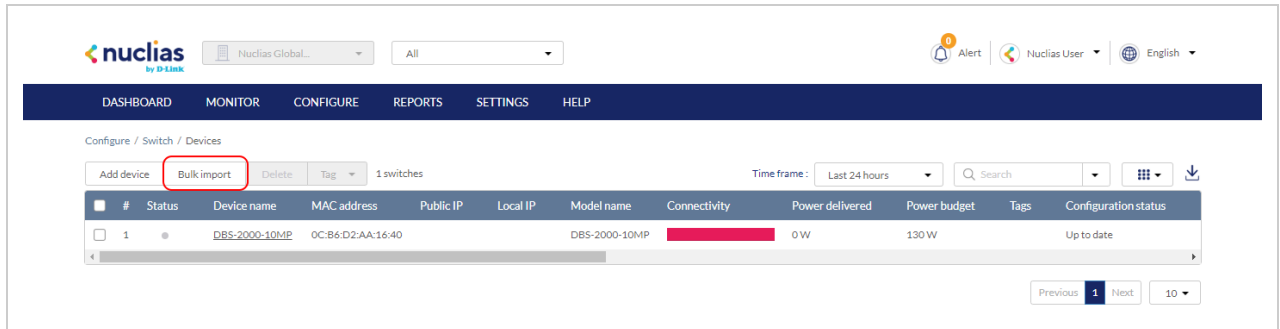 nuclias
by D-Link
Nuclias Global... All 0 Alert Nuclias User English
DASHBOARD MONITOR CONFIGURE REPORTS SETTINGS HELP
Configure / Switch / Devices
Add device Bulk import Delete Tag 1 switches Time frame : Last 24 hours Search
# Status Device name MAC address Public IP Local IP Model name Connectivity Power delivered Power budget Tags Configuration status
1 DBS-2000-10MP 0C:B6:D2:AA:16:40 DBS-2000-10MP 0 W 130 W Up to date
Previous 1 Next 10